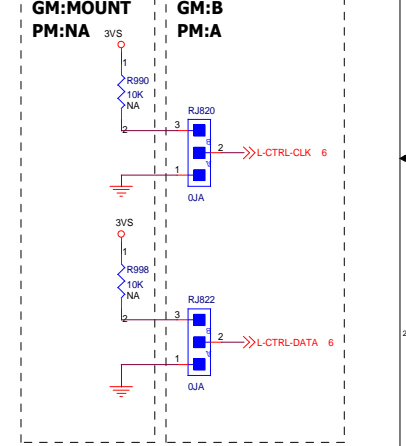 GM:MOUNT
PM:NA
GM:B
PM:A
3VS
1
R990
10K
NA
2
RJ820
3
B
2
L-CTRL-CLK 6
A
1
0JA
3VS
1
R998
10K
NA
2
RJ822
3
B
2
L-CTRL-DATA 6
A
1
0JA
2